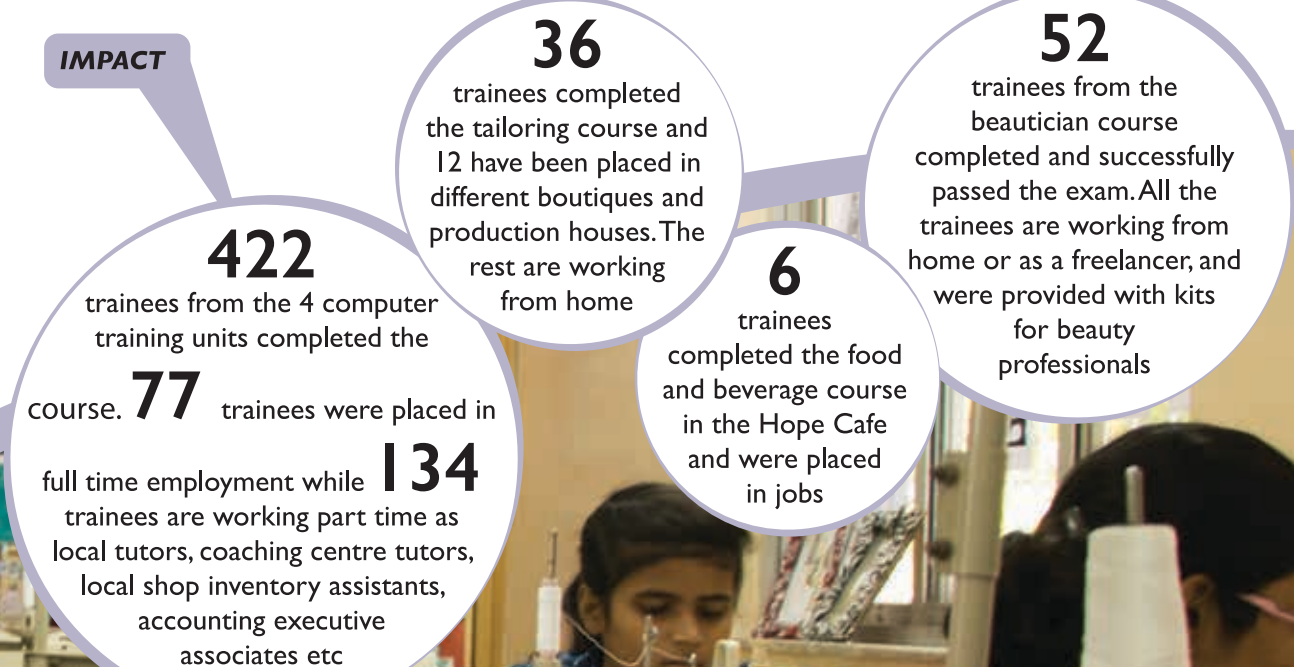 IMPACT
422
trainees from the 4 computer
training units completed the
course. 77 trainees were placed in
full time employment while 134
trainees are working part time as
local tutors, coaching centre tutors,
local shop inventory assistants,
accounting executive
associates etc
36
trainees completed
the tailoring course and
12 have been placed in
different boutiques and
production houses. The
rest are working
from home
6
trainees
completed the food
and beverage course
in the Hope Cafe
and were placed
in jobs
52
trainees from the
beautician course
completed and successfully
passed the exam. All the
trainees are working from
home or as a freelancer, and
were provided with kits
for beauty
professionals